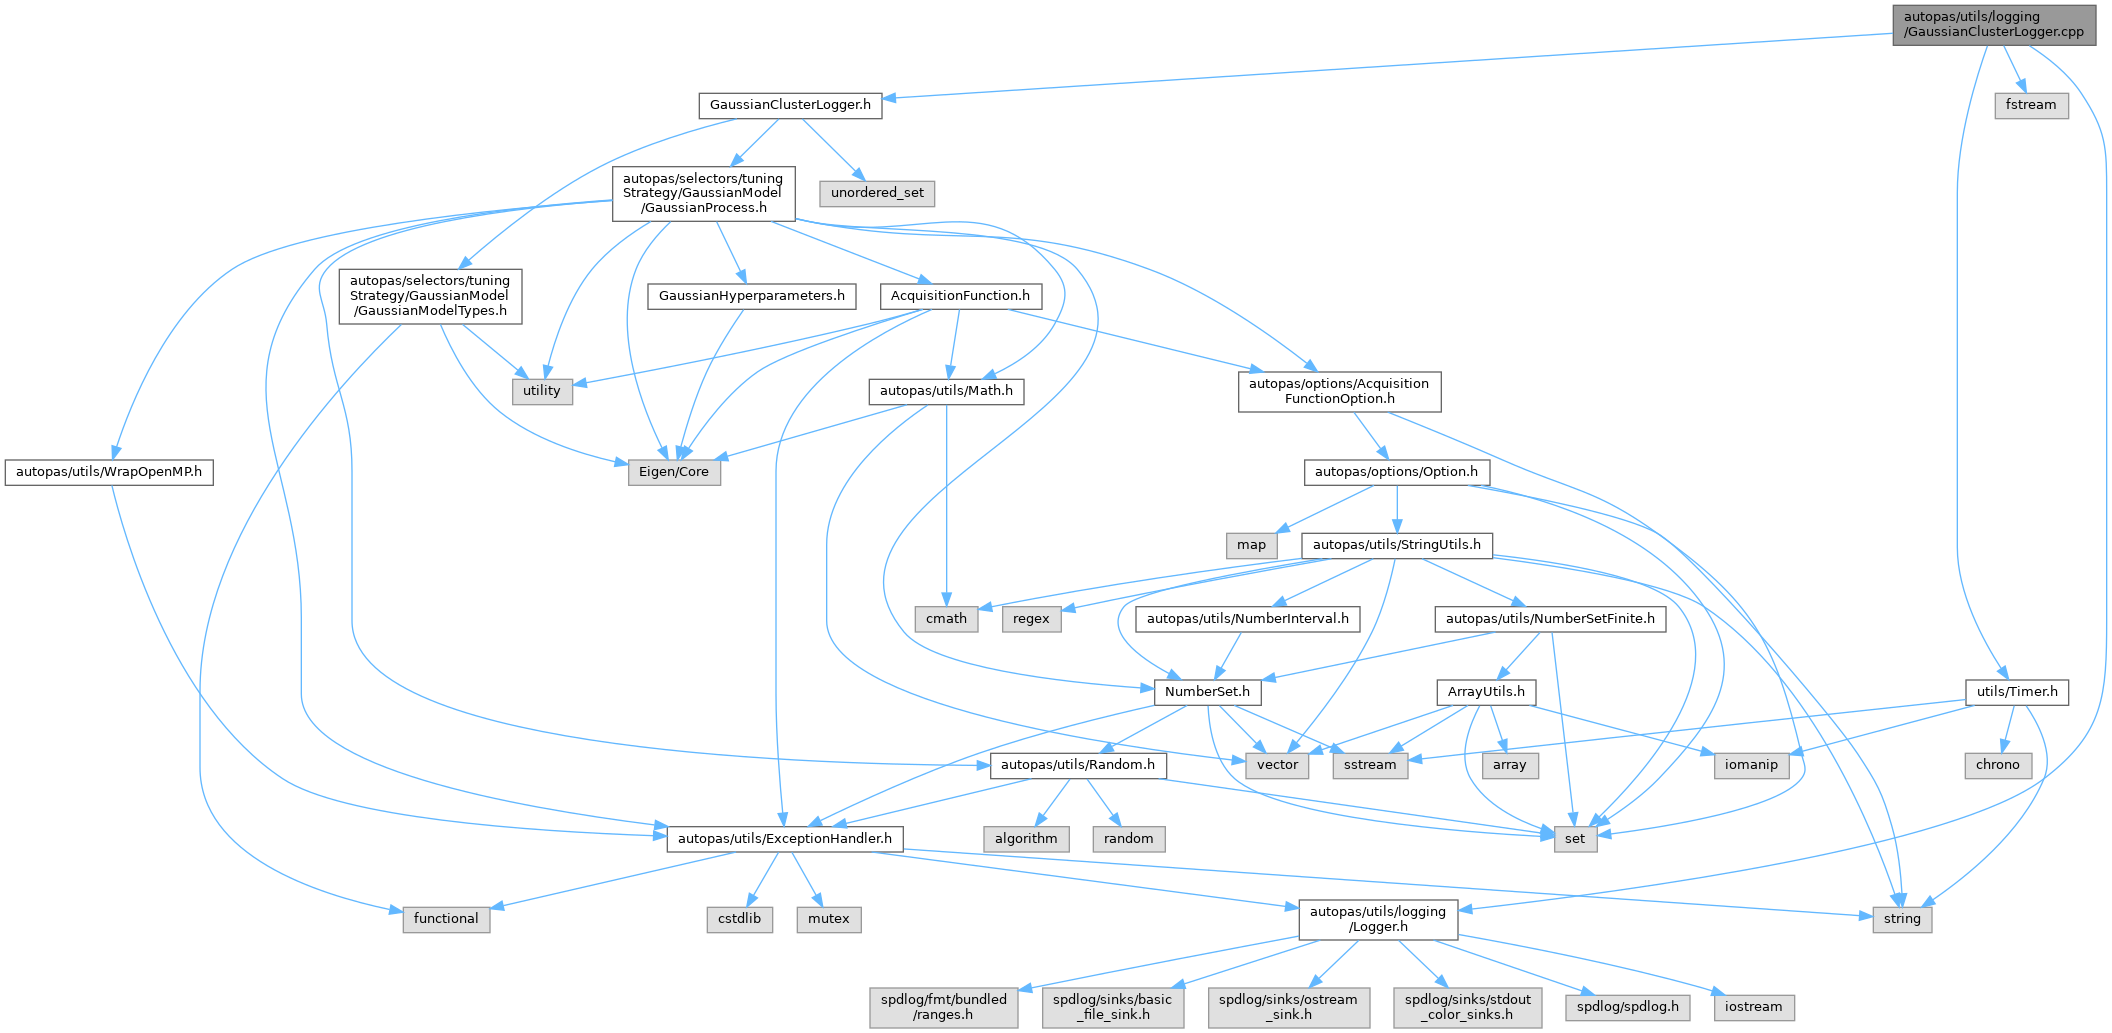 autopas/utils/logging
/GaussianClusterLogger.cpp
GaussianClusterLogger.h
fstream
autopas/selectors/tuning
Strategy/GaussianModel
/GaussianProcess.h
unordered_set
autopas/selectors/tuning
Strategy/GaussianModel
/GaussianModelTypes.h
GaussianHyperparameters.h
AcquisitionFunction.h
utility
autopas/utils/Math.h
autopas/options/Acquisition
FunctionOption.h
autopas/utils/WrapOpenMP.h
Eigen/Core
autopas/options/Option.h
map
autopas/utils/StringUtils.h
cmath
regex
autopas/utils/NumberInterval.h
autopas/utils/NumberSetFinite.h
NumberSet.h
ArrayUtils.h
utils/Timer.h
autopas/utils/Random.h
vector
sstream
array
iomanip
chrono
autopas/utils/ExceptionHandler.h
algorithm
random
set
functional
cstdlib
mutex
autopas/utils/logging
/Logger.h
string
spdlog/fmt/bundled
/ranges.h
spdlog/sinks/basic
_file_sink.h
spdlog/sinks/ostream
_sink.h
spdlog/sinks/stdout
_color_sinks.h
spdlog/spdlog.h
iostream